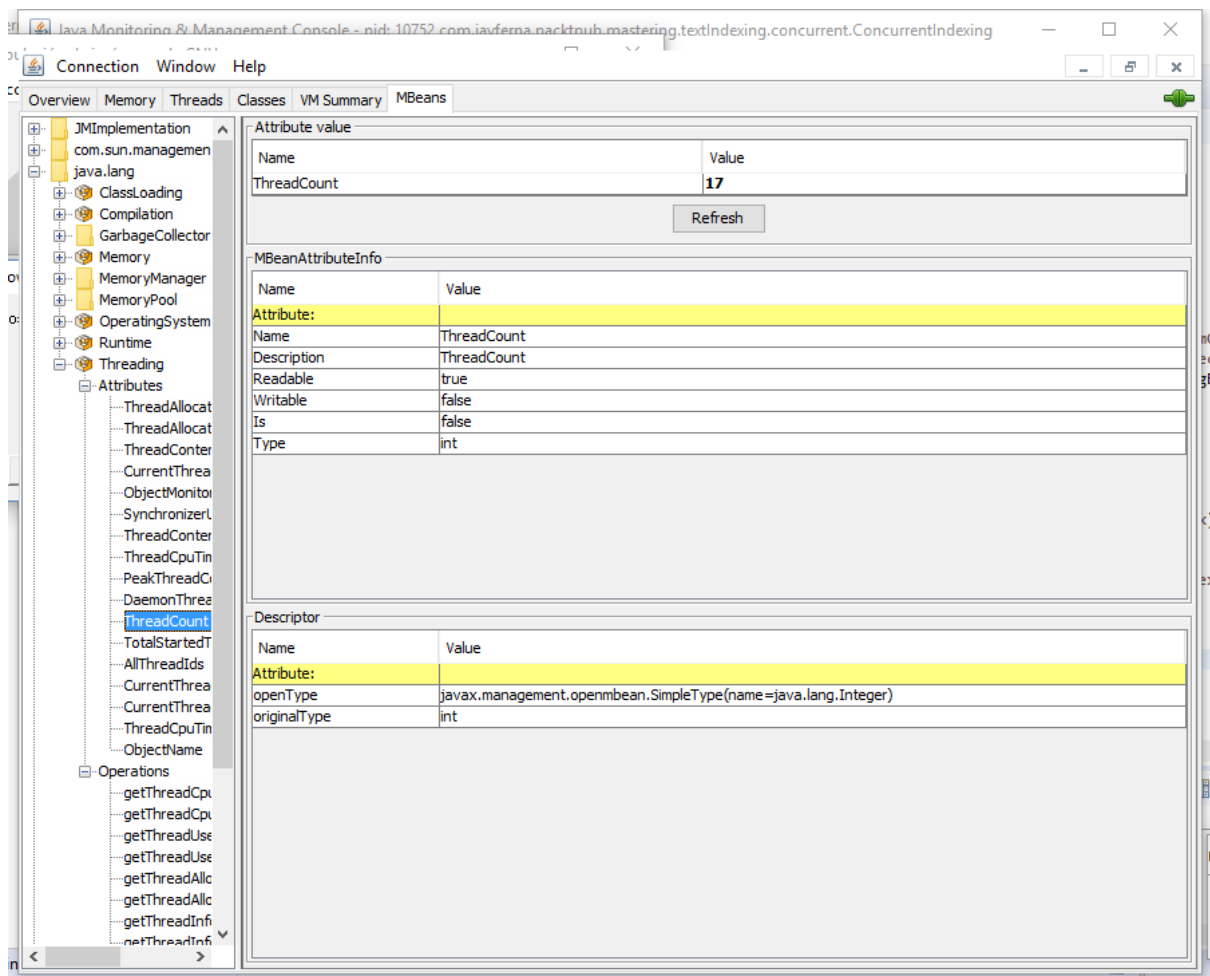 Java Monitoring & Management Console - pid: 10752 com.javferna.packtpub.mastering.textIndexing.concurrent.ConcurrentIndexing
Connection Window Help
Overview Memory Threads Classes VM Summary MBeans
JMImplementation
com.sun.managemen
java.lang
ClassLoading
Compilation
GarbageCollector
Memory
MemoryManager
MemoryPool
OperatingSystem
Runtime
Threading
Attributes
ThreadAllocat
ThreadAllocat
ThreadConter
CurrentThrea
ObjectMonitor
SynchronizerU
ThreadConter
ThreadCpuTim
PeakThreadCo
DaemonThrea
ThreadCount
TotalStartedT
AllThreadIds
CurrentThrea
CurrentThrea
ThreadCpuTim
ObjectName
Operations
getThreadCpu
getThreadCpu
getThreadUse
getThreadUse
getThreadAllo
getThreadAllo
getThreadInfo
getThreadInfo
Attribute value
Name Value
ThreadCount 17
Refresh
MBeanAttributeInfo
Name Value
Attribute:
Name ThreadCount
Description ThreadCount
Readable true
Writable false
Is false
Type int
Descriptor
Name Value
Attribute:
openType javax.management.openmbean.SimpleType(name=java.lang.Integer)
originalType int